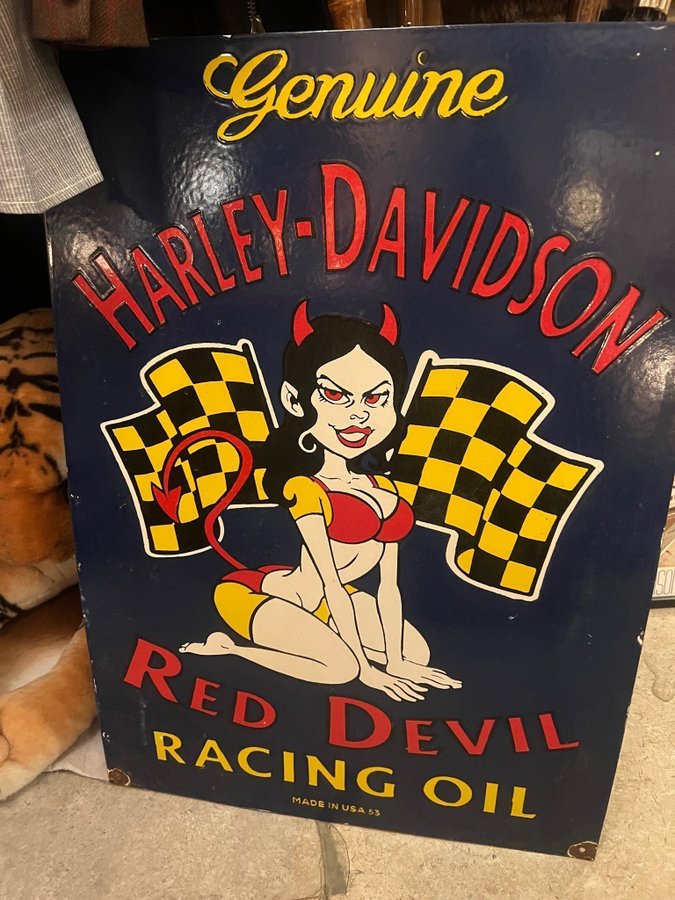 Genuine
HARLEY-DAVIDSON
RED DEVIL
RACING OIL
MADE IN USA 53